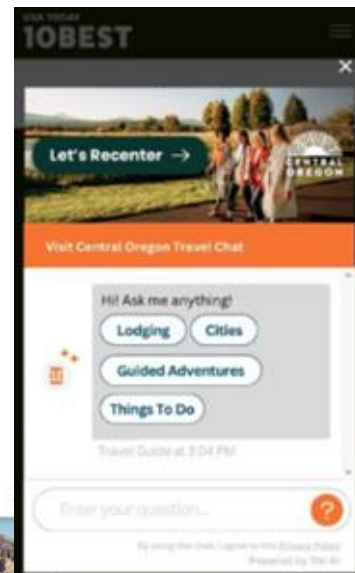 USA TODAY
10BEST
Let's Recenter →
CENTRAL
OREGON
Visit Central Oregon Travel Chat
Hi! Ask me anything!
Lodging
Cities
Guided Adventures
Things To Do
Travel Guide at 3:04 PM
Enter your question...
?
By using this chat, I agree to this Privacy Policy
Powered by